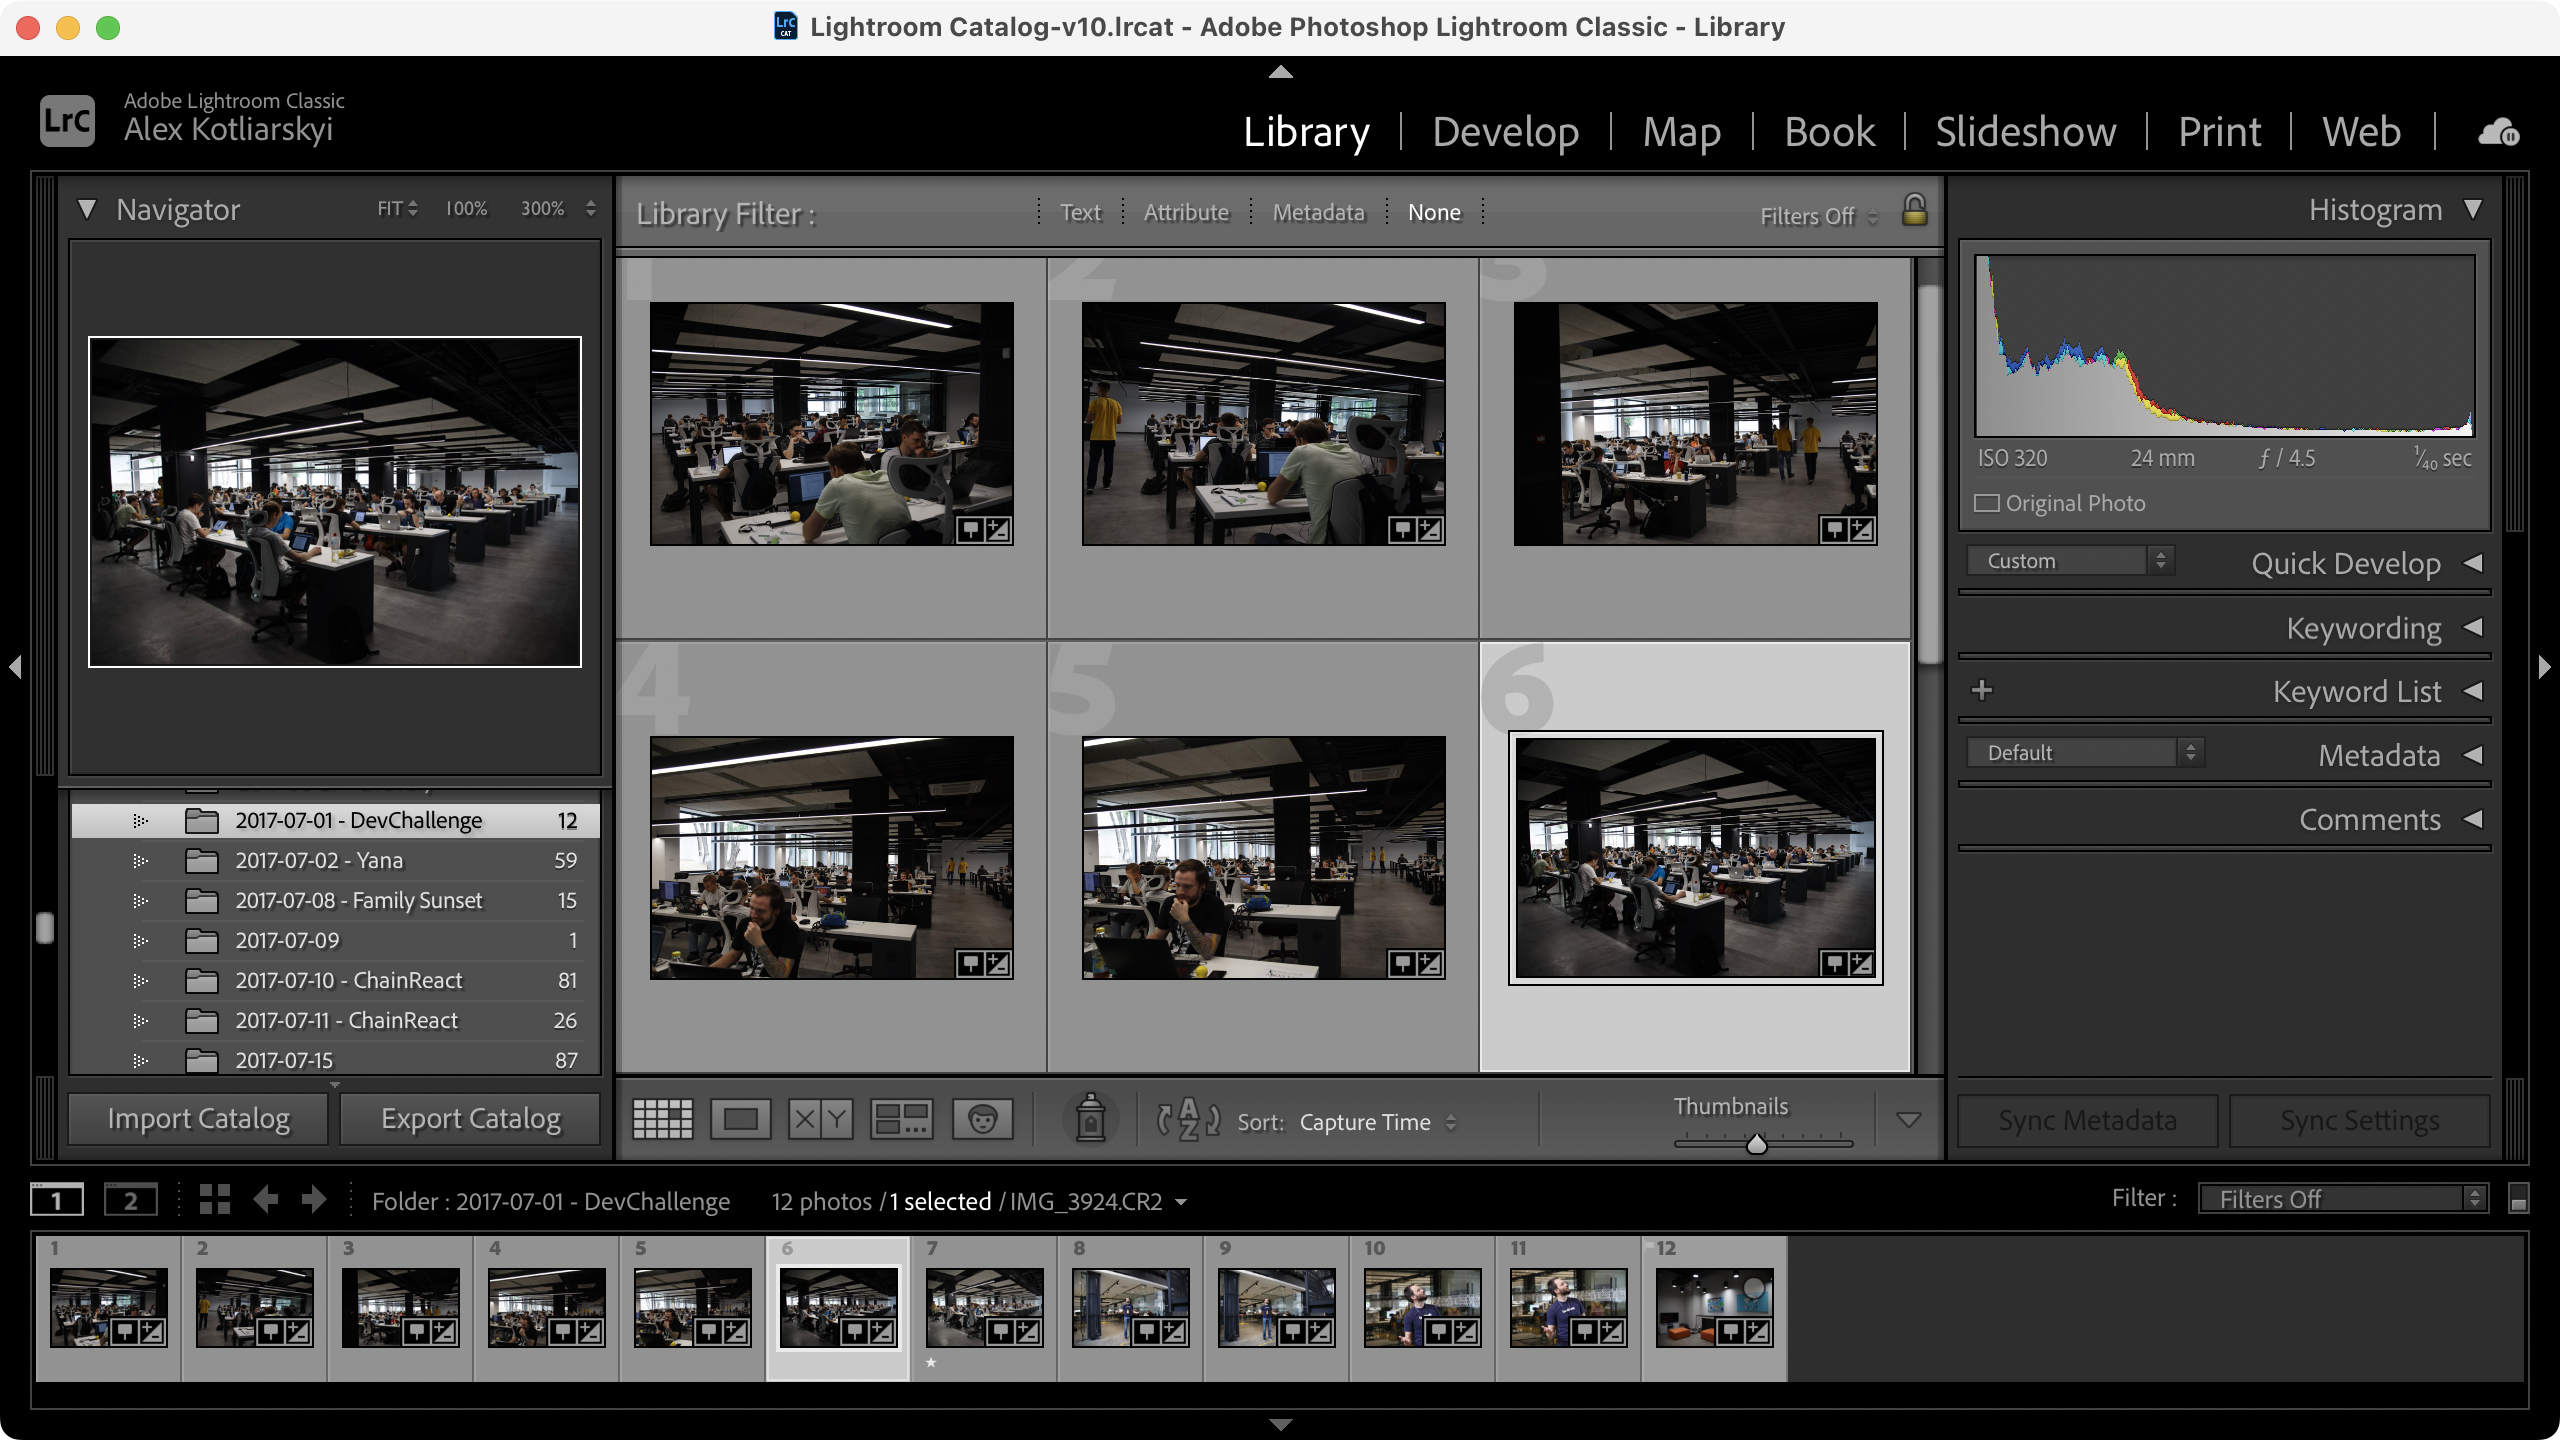 Lightroom Catalog-v10.lrcat - Adobe Photoshop Lightroom Classic - Library
LrC
Adobe Lightroom Classic
Alex Kotliarskyi
Library | Develop | Map | Book | Slideshow | Print | Web
Navigator FIT 100% 300%
Library Filter : Text Attribute Metadata None Filters Off
Histogram
ISO 320 24 mm ƒ / 4.5 1/40 sec
Original Photo
Custom Quick Develop
Keywording
Keyword List
Default Metadata
Comments
1 2 3
4 5 6
2017-07-01 - DevChallenge 12
2017-07-02 - Yana 59
2017-07-08 - Family Sunset 15
2017-07-09 1
2017-07-10 - ChainReact 81
2017-07-11 - ChainReact 26
2017-07-15 87
Import Catalog Export Catalog
XY
Sort: Capture Time
Thumbnails
Sync Metadata Sync Settings
1 2 Folder : 2017-07-01 - DevChallenge 12 photos / 1 selected / IMG_3924.CR2 Filter : Filters Off
1 2 3 4 5 6 7 8 9 10 11 12